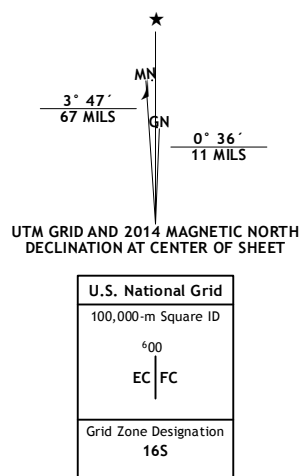 ★
MN.
3° 47´
67 MILS
GN
0° 36´
11 MILS
UTM GRID AND 2014 MAGNETIC NORTH
DECLINATION AT CENTER OF SHEET
U.S. National Grid
100,000-m Square ID
⁶00
EC FC
Grid Zone Designation
16S